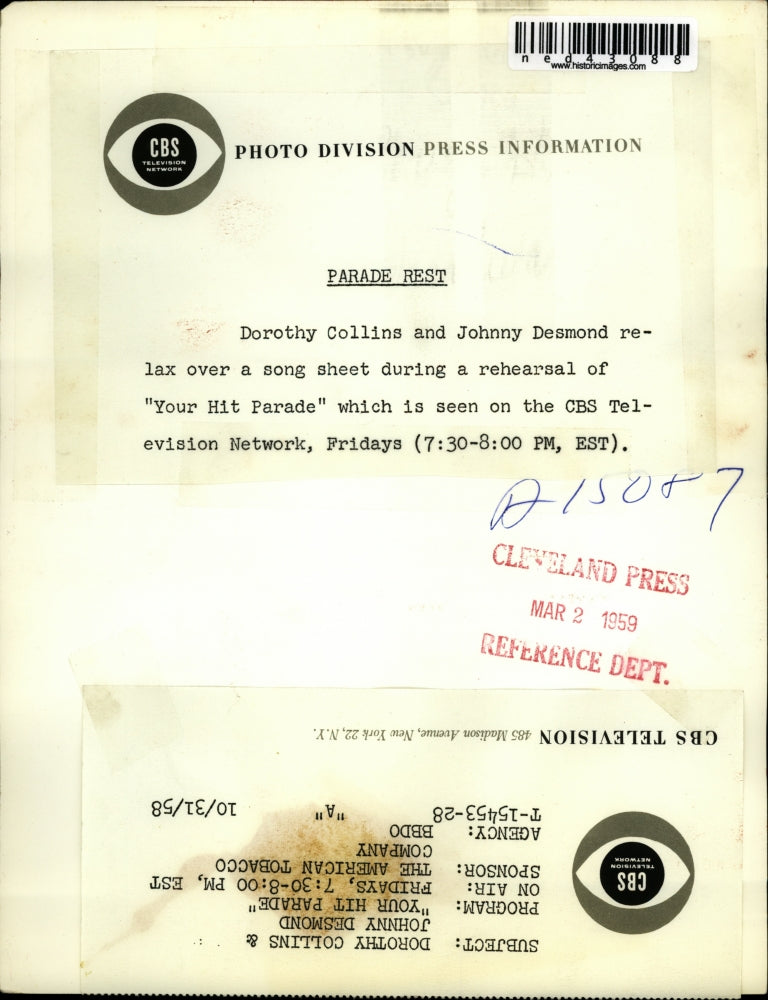 ned43088
www.historicimages.com
CBS
TELEVISION
NETWORK
PHOTO DIVISION PRESS INFORMATION
PARADE REST
Dorothy Collins and Johnny Desmond re-
lax over a song sheet during a rehearsal of
"Your Hit Parade" which is seen on the CBS Tel-
evision Network, Fridays (7:30-8:00 PM, EST).
A15087
CLEVELAND PRESS
MAR 2 1959
REFERENCE DEPT.
CBS TELEVISION 485 Madison Avenue, New York 22, N.Y.
CBS
TELEVISION
NETWORK
SUBJECT: DOROTHY COLLINS &
JOHNNY DESMOND
PROGRAM: "YOUR HIT PARADE"
ON AIR: FRIDAYS, 7:30-8:00 PM, EST
SPONSOR: THE AMERICAN TOBACCO
COMPANY
AGENCY: BBDO
T-15453-28 "A" 10/31/58